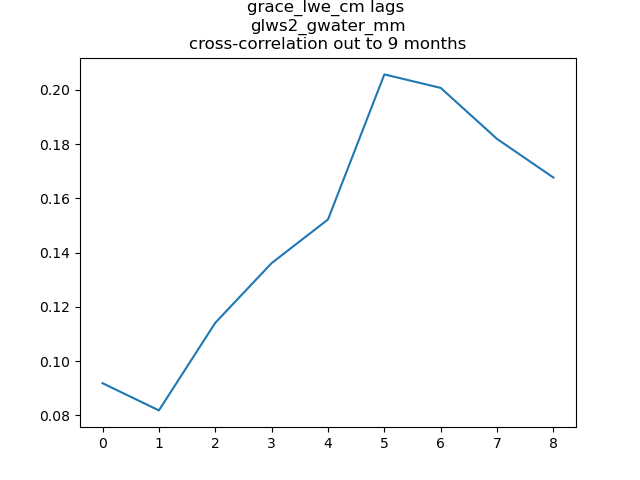 grace_lwe_cm lags
glws2_gwater_mm
cross-correlation out to 9 months
0.20
0.18
0.16
0.14
0.12
0.10
0.08
0 1 2 3 4 5 6 7 8